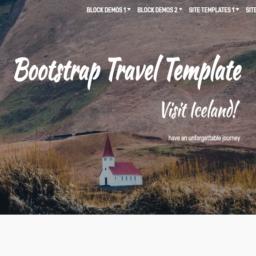 BLOCK DEMOS 1 BLOCK DEMOS 2 SITE TEMPLATES 1 SITE
Bootstrap Travel Template
Visit Iceland!
have an unforgettable journey